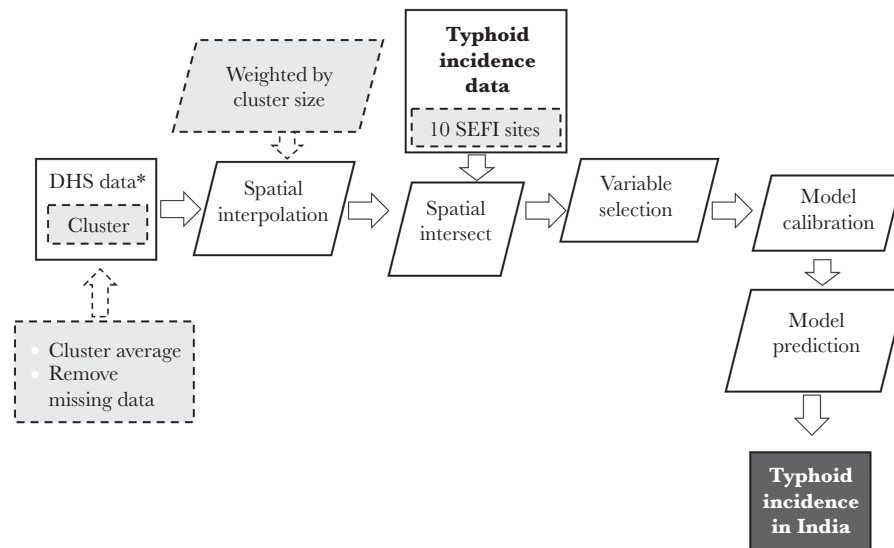 Weighted by
cluster size
Typhoid
incidence
data
10 SEFI sites
DHS data*
Cluster
Spatial
interpolation
Spatial
intersect
Variable
selection
Model
calibration
• Cluster average
• Remove
missing data
Model
prediction
Typhoid
incidence
in India